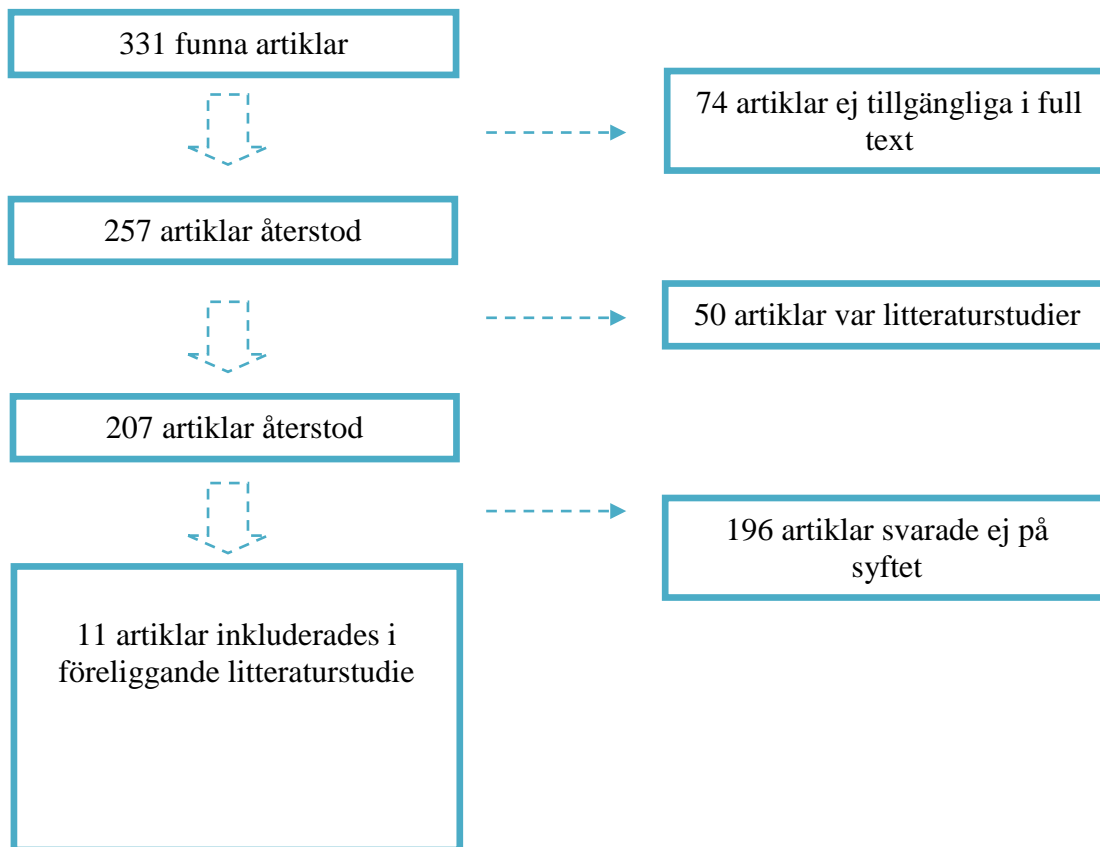 331 funna artiklar
74 artiklar ej tillgängliga i full
text
257 artiklar återstod
50 artiklar var litteraturstudier
207 artiklar återstod
196 artiklar svarade ej på
syftet
11 artiklar inkluderades i
föreliggande litteraturstudie